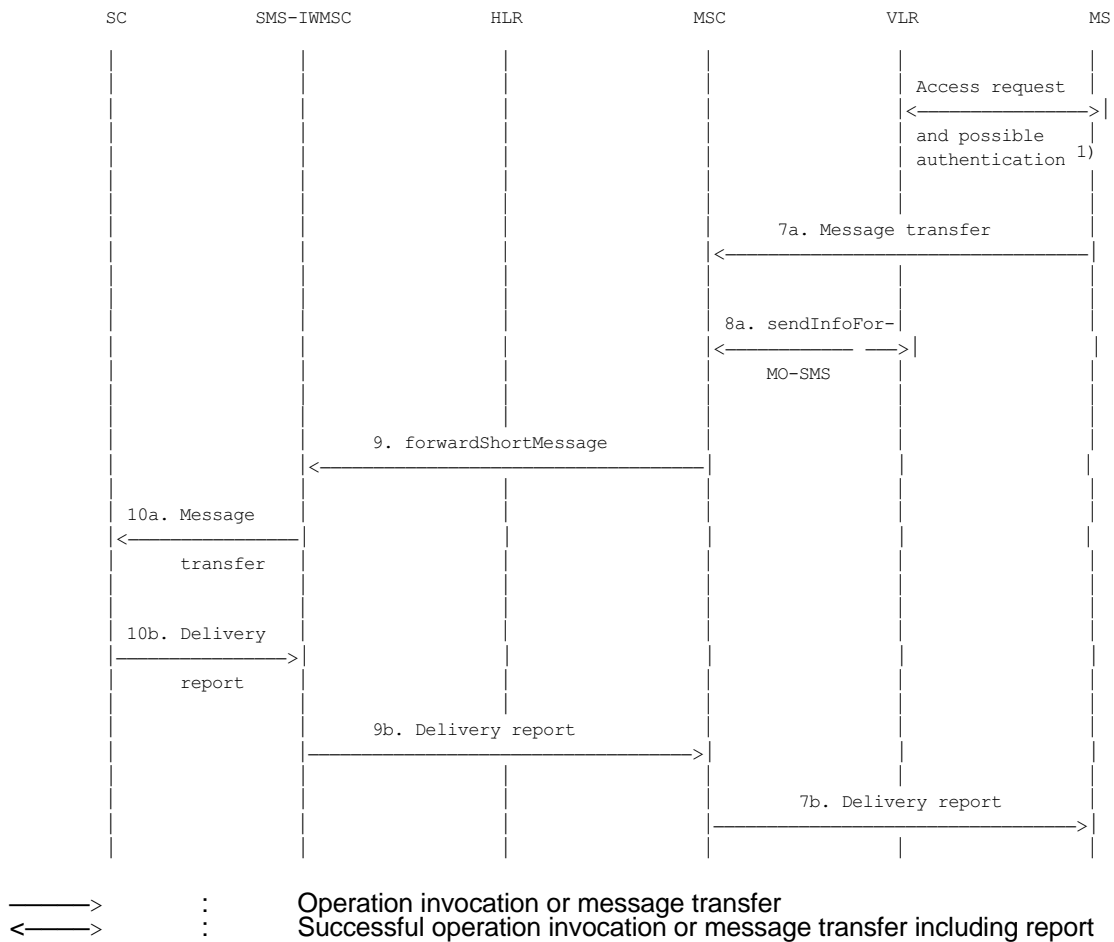 SC SMS-IWMSC HLR MSC VLR MS
Access request
and possible
authentication 1)
7a. Message transfer
8a. sendInfoFor-
MO-SMS
9. forwardShortMessage
10a. Message
transfer
10b. Delivery
report
9b. Delivery report
7b. Delivery report
: Operation invocation or message transfer
: Successful operation invocation or message transfer including report